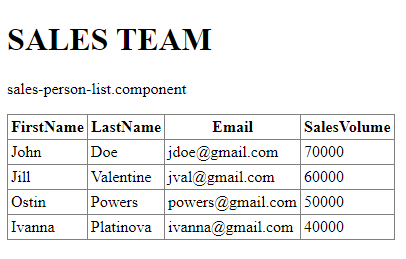 SALES TEAM
sales-person-list.component
FirstName LastName Email SalesVolume
John Doe jdoe@gmail.com 70000
Jill Valentine jval@gmail.com 60000
Ostin Powers powers@gmail.com 50000
Ivanna Platinova ivanna@gmail.com 40000